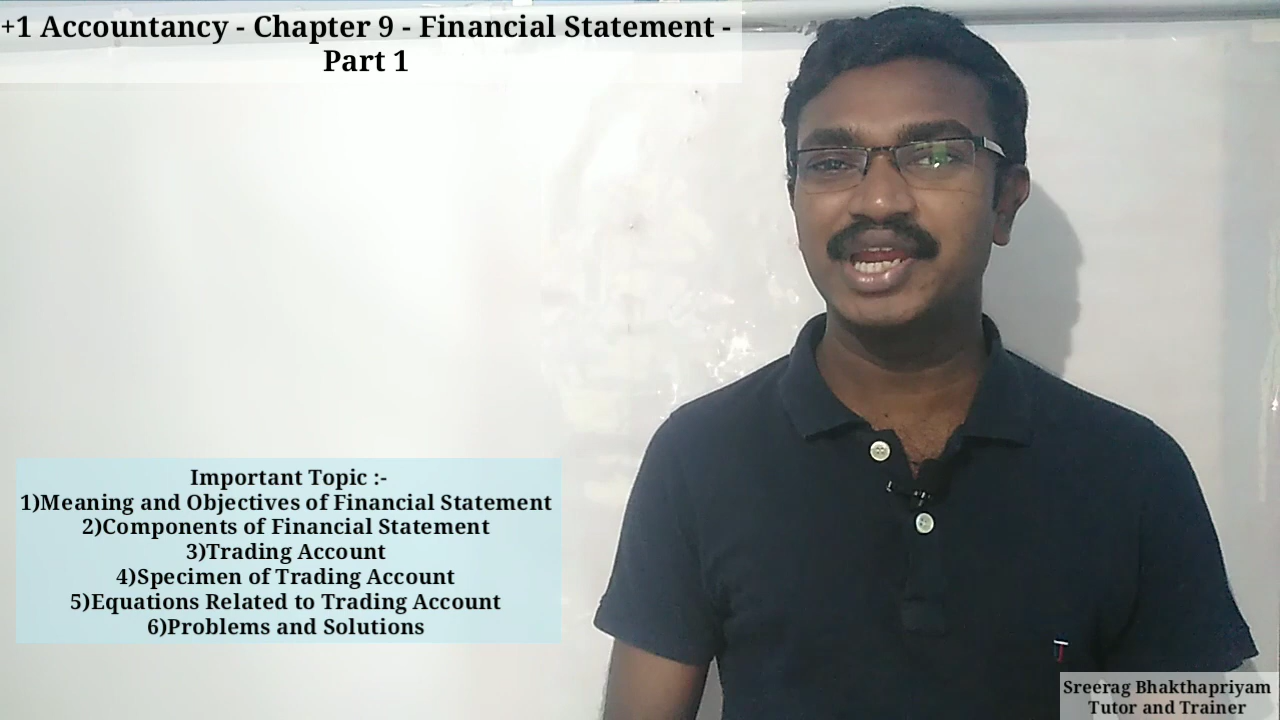 +1 Accountancy - Chapter 9 - Financial Statement -
Part 1
Important Topic :-
1)Meaning and Objectives of Financial Statement
2)Components of Financial Statement
3)Trading Account
4)Specimen of Trading Account
5)Equations Related to Trading Account
6)Problems and Solutions
Sreerag Bhakthapriyam
Tutor and Trainer